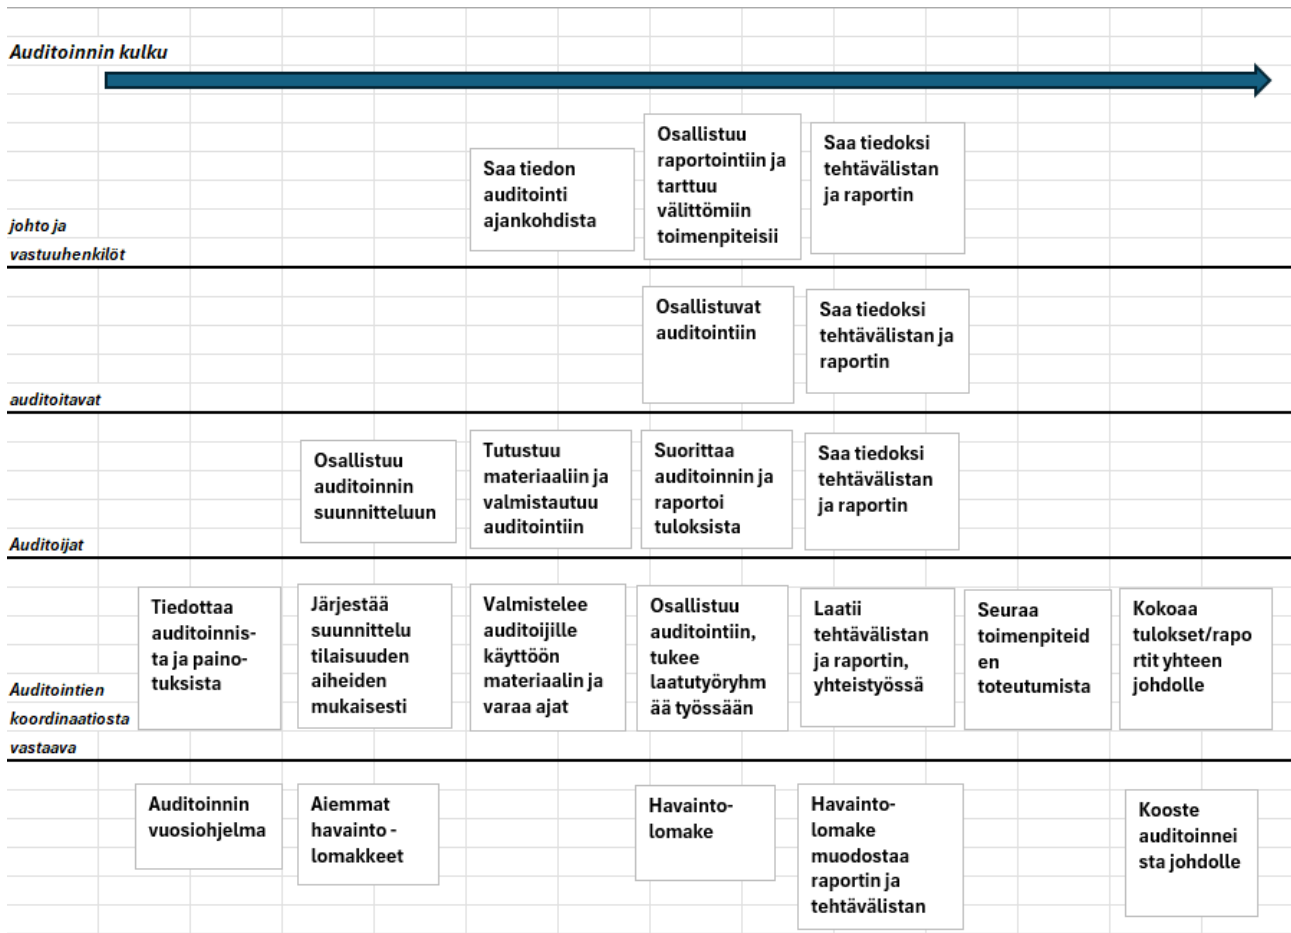 Auditoinnin kulku
Saa tiedon
auditointi
ajankohdista
Osallistuu
raportointiin ja
tarttuu
välittömiin
toimenpiteisii
Saa tiedoksi
tehtävälistan
ja raportin
johto ja
vastuuhenkilöt
Osallistuvat
auditointiin
Saa tiedoksi
tehtävälistan ja
raportin
auditoitavat
Osallistuu
auditoinnin
suunnitteluun
Tutustuu
materiaaliin ja
valmistautuu
auditointiin
Suorittaa
auditoinnin ja
raportoi
tuloksista
Saa tiedoksi
tehtävälistan
ja raportin
Auditoijat
Tiedottaa
auditoinnis-
ta ja paino-
tuksista
Järjestää
suunnittelu
tilaisuuden
aiheiden
mukaisesti
Valmistelee
auditoijille
käyttöön
materiaalin ja
varaa ajat
Osallistuu
auditointiin,
tukee
laatutyöryhm
ää työssään
Laatii
tehtävälistan
ja raportin,
yhteistyössä
Seuraa
toimenpiteid
en
toteutumista
Kokoaa
tulokset/rapo
rtit yhteen
johdolle
Auditointien
koordinaatiosta
vastaava
Auditoinnin
vuosiohjelma
Aiemmat
havainto -
lomakkeet
Havainto-
lomake
Havainto-
lomake
muodostaa
raportin ja
tehtävälistan
Kooste
auditoinnei
sta johdolle